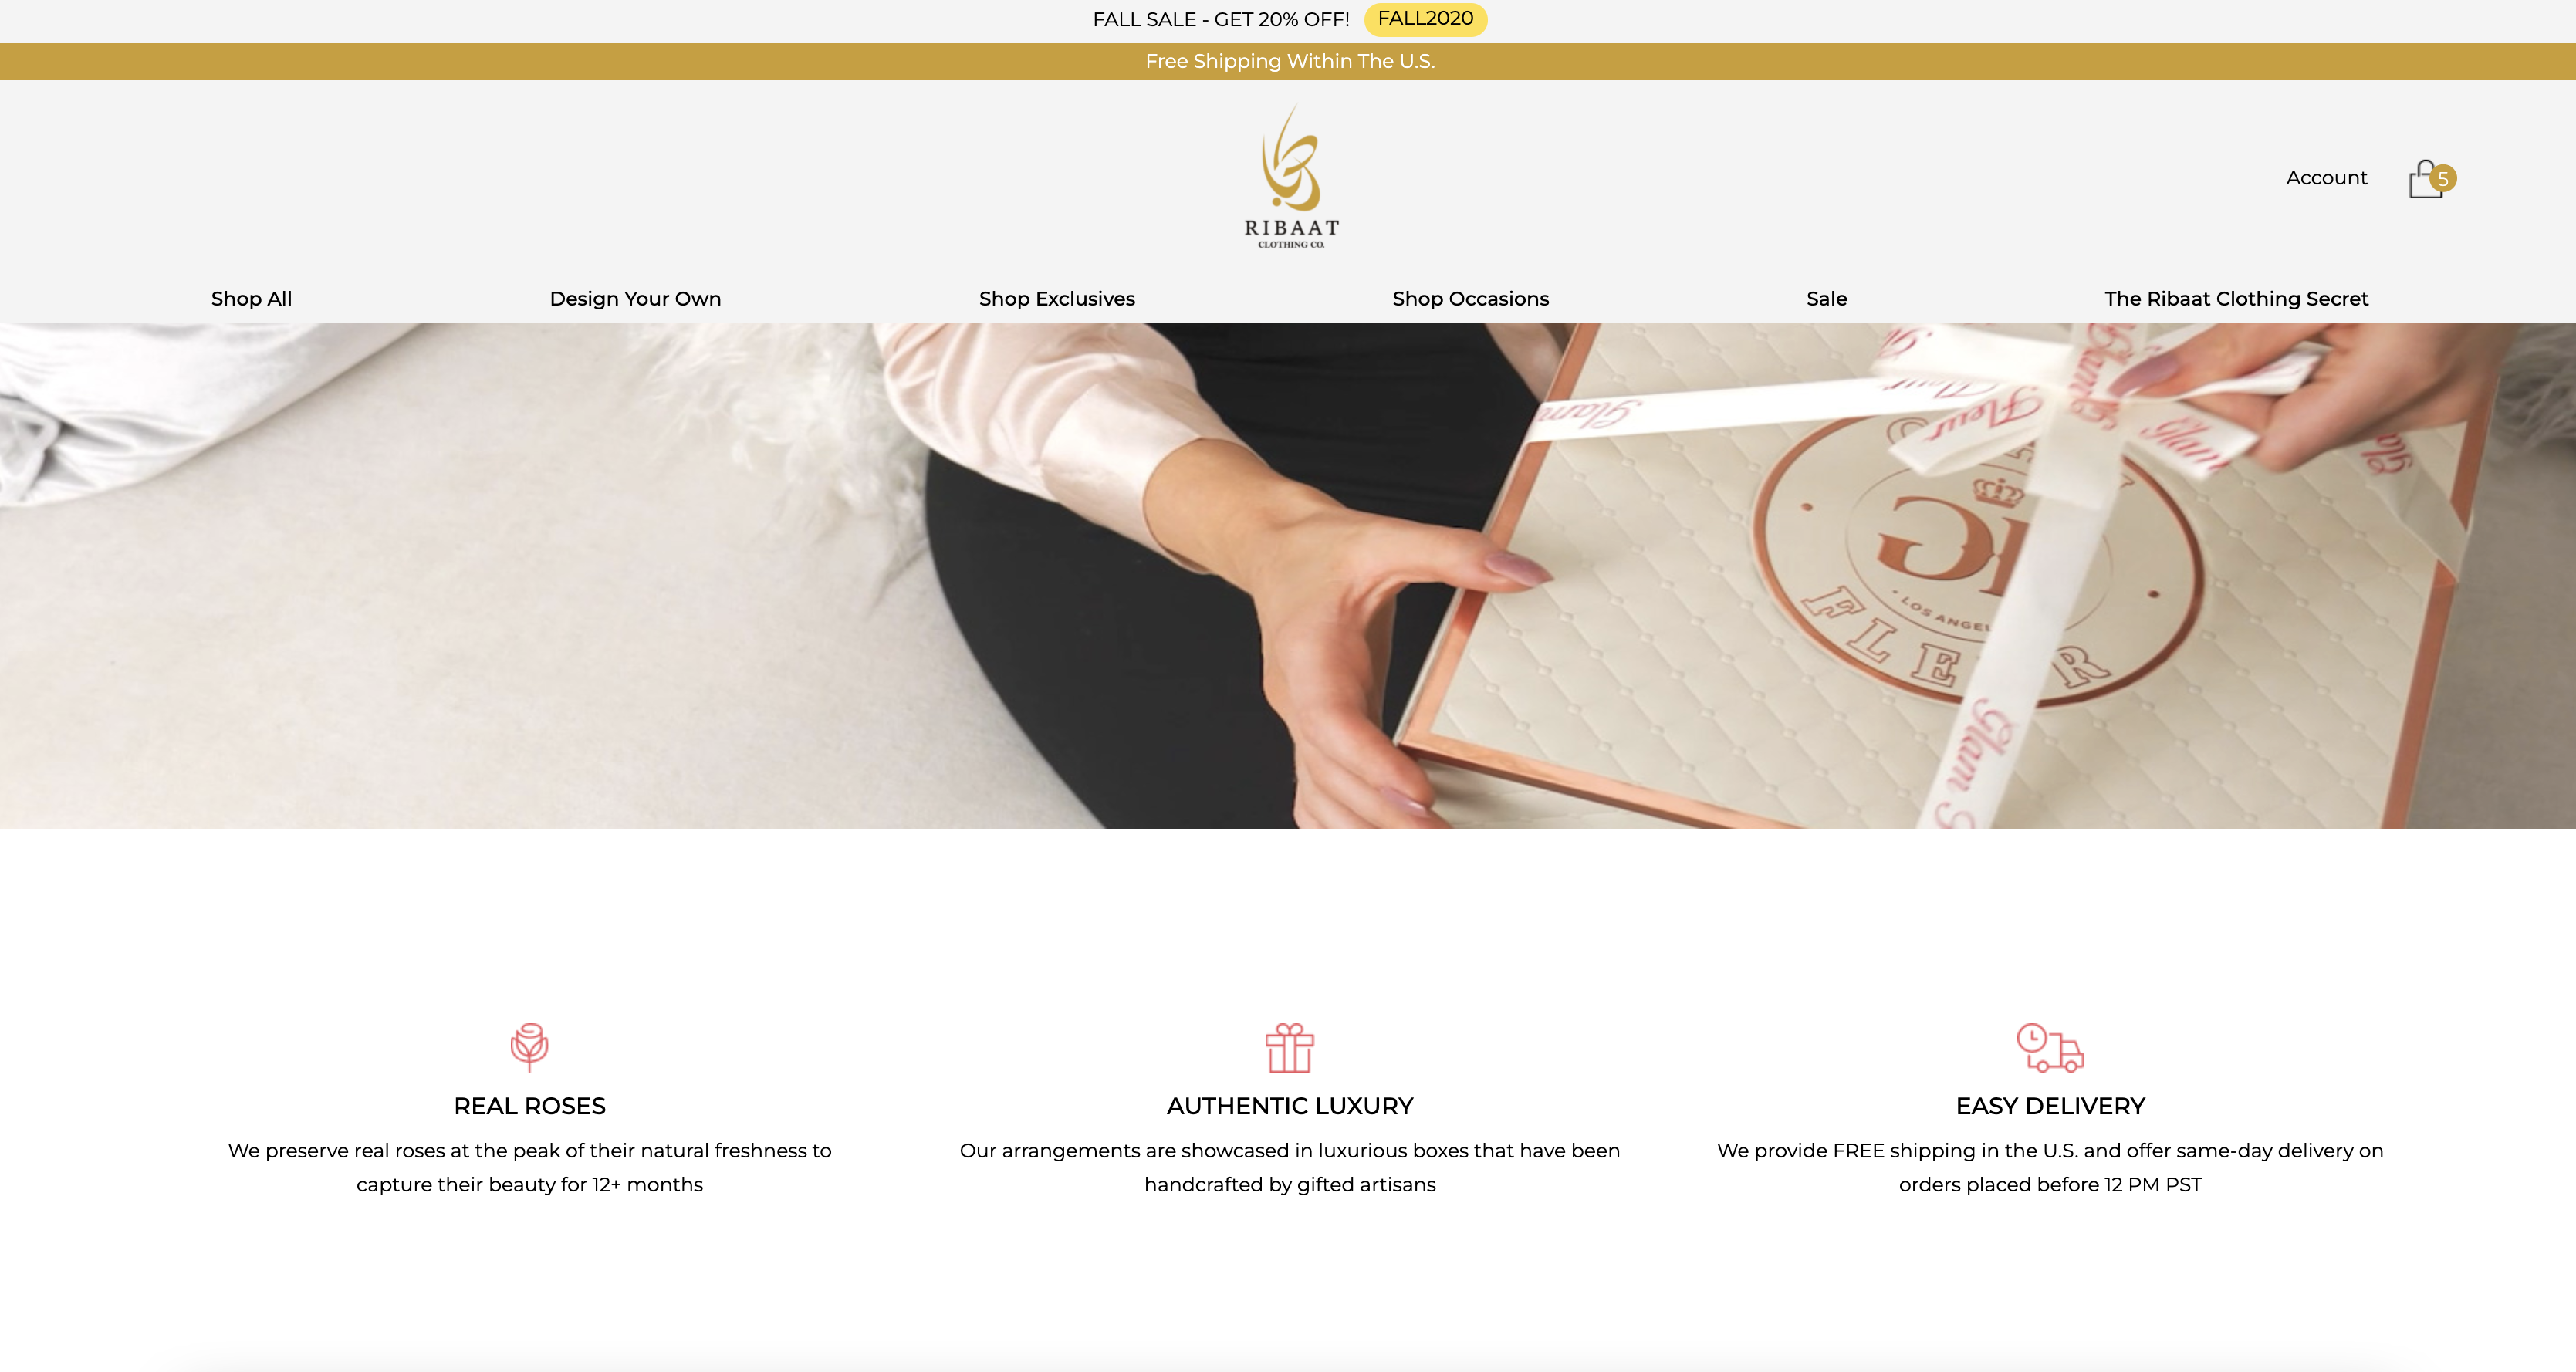 FALL SALE - GET 20% OFF! FALL2020
Free Shipping Within The U.S.
RIBAAT
CLOTHING CO.
Account 5
Shop All Design Your Own Shop Exclusives Shop Occasions Sale The Ribaat Clothing Secret
Glam
Fleur
Glam
Glam
LOS ANGEL
FLEUR
Glam
REAL ROSES
We preserve real roses at the peak of their natural freshness to
capture their beauty for 12+ months
AUTHENTIC LUXURY
Our arrangements are showcased in luxurious boxes that have been
handcrafted by gifted artisans
EASY DELIVERY
We provide FREE shipping in the U.S. and offer same-day delivery on
orders placed before 12 PM PST